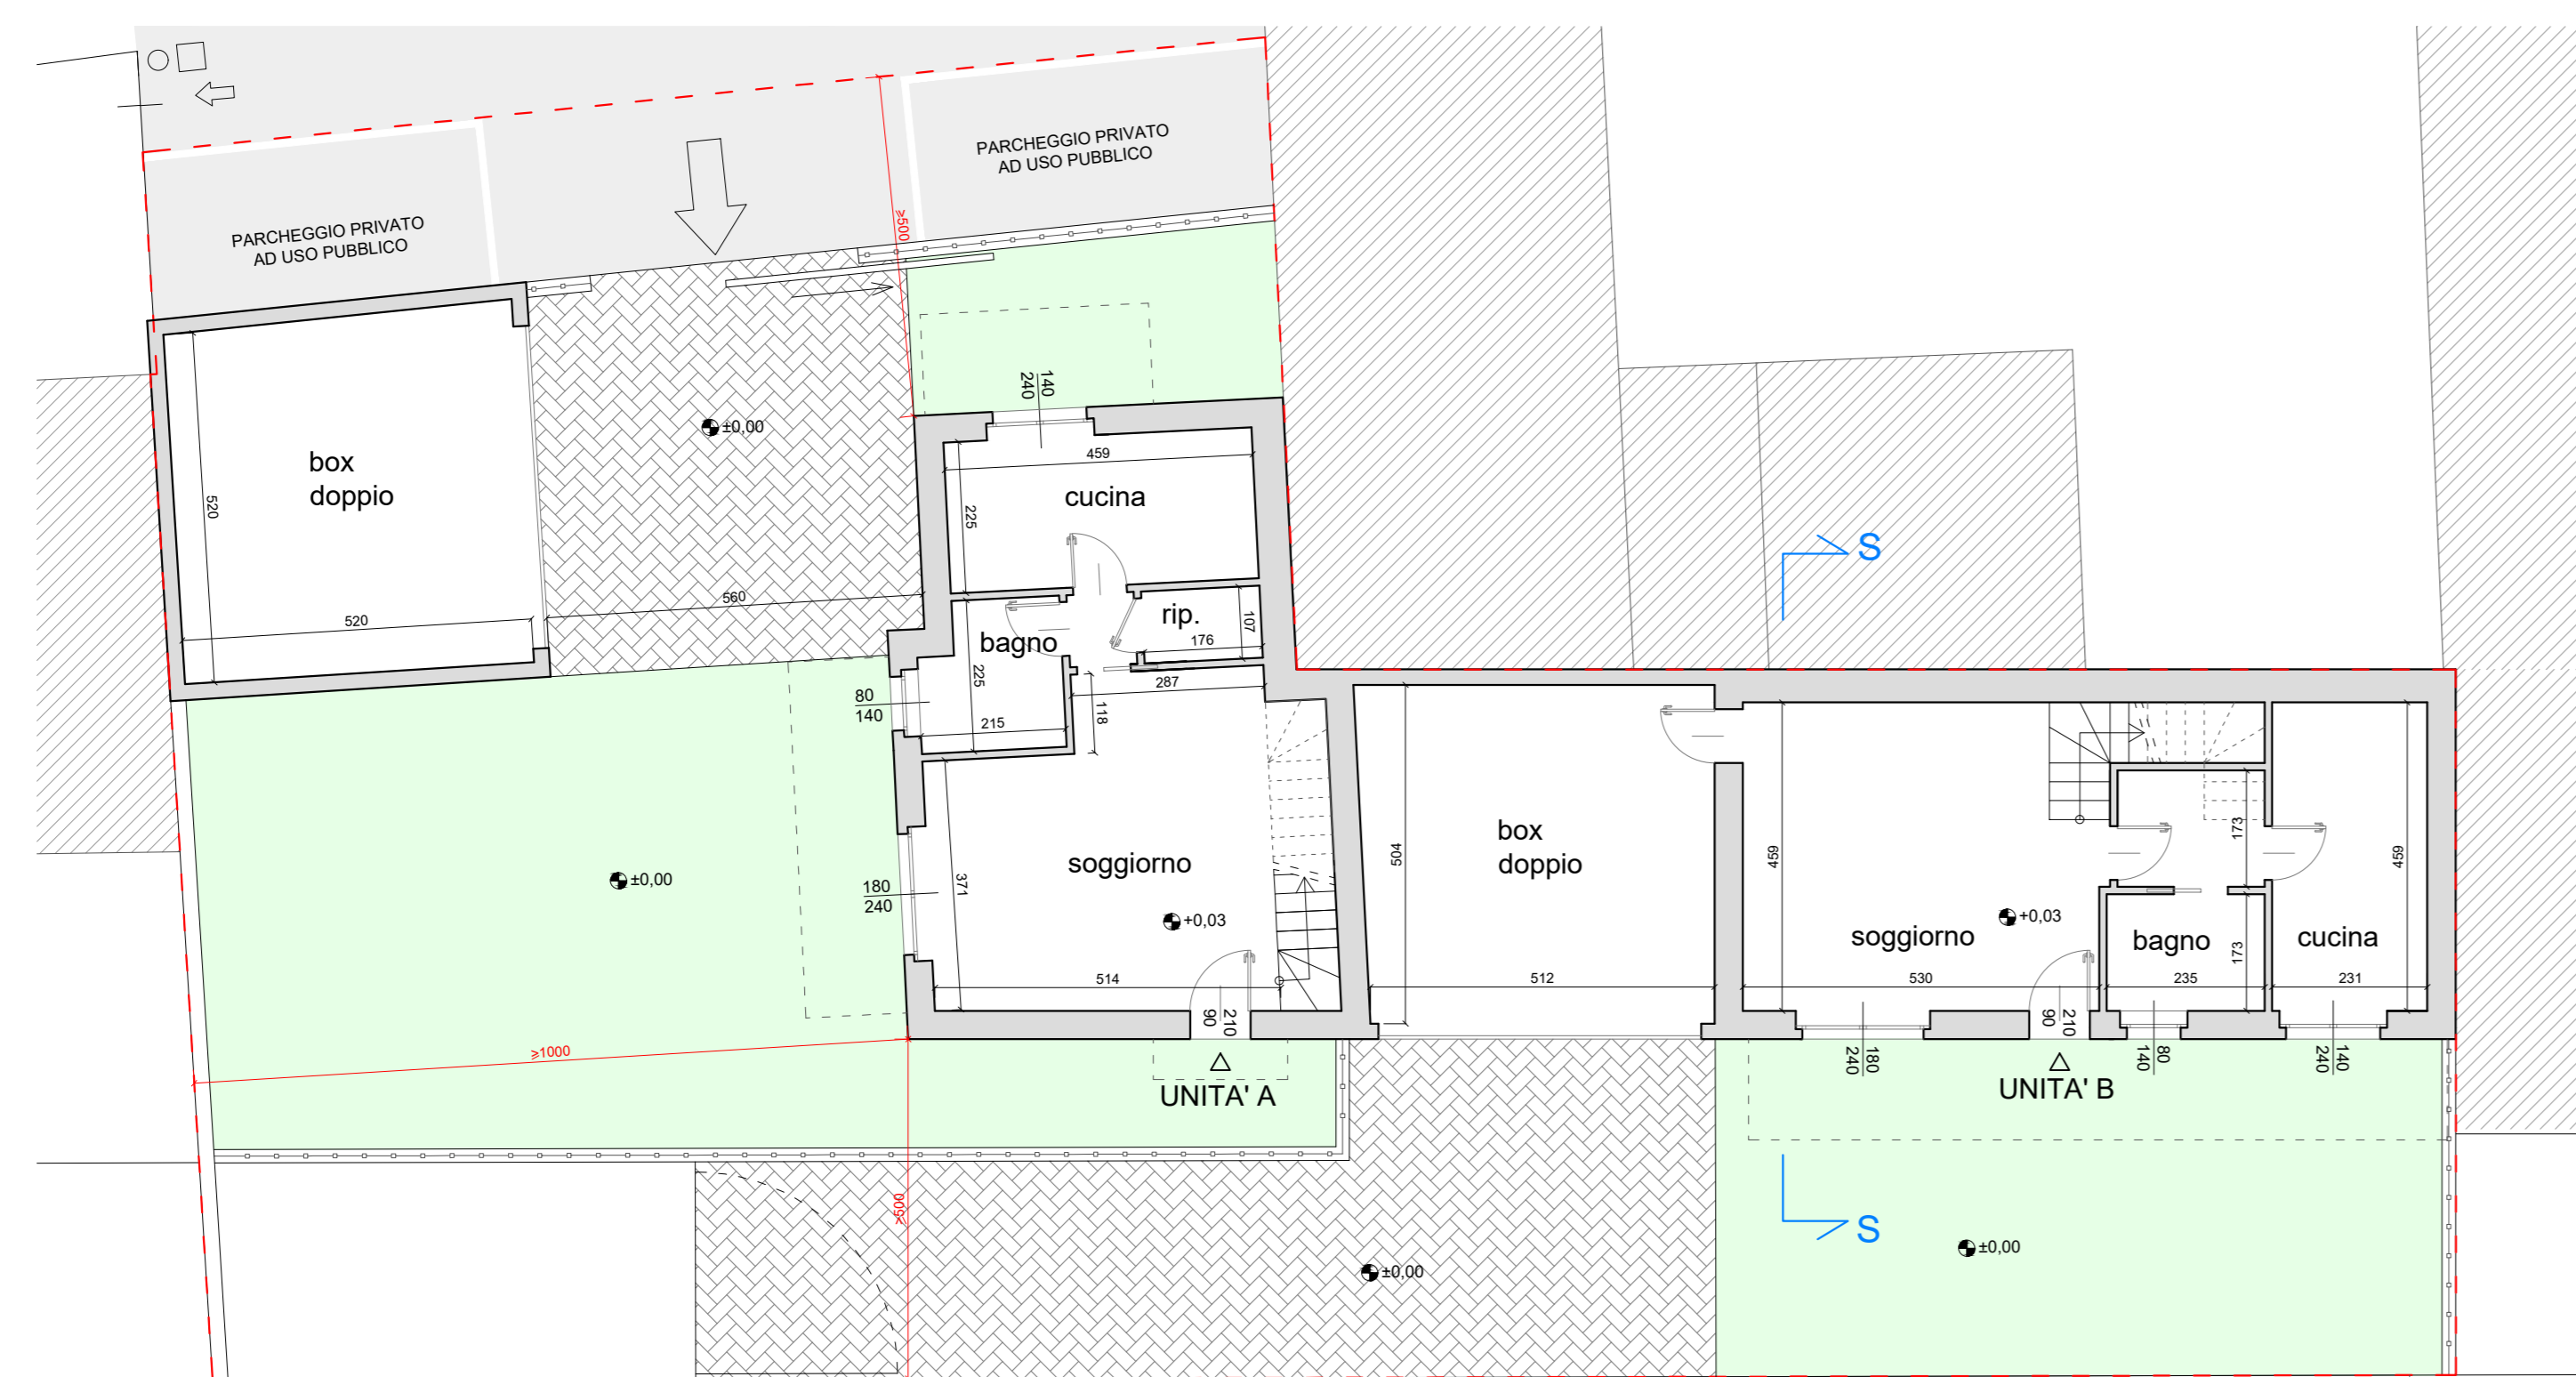 PARCHEGGIO PRIVATO
AD USO PUBBLICO
PARCHEGGIO PRIVATO
AD USO PUBBLICO
≥500
140
240
±0,00
459
box
doppio
cucina
520
225
S
560
520
rip.
107
bagno
176
225
287
80
140
118
215
box
doppio
504
459
173
459
soggiorno
371
±0,00
180
240
+0,03
+0,03
soggiorno
bagno
cucina
173
514
512
530
235
231
210
90
210
90
≥1000
180
240
80
140
140
240
UNITA' A
UNITA' B
≥500
S
±0,00
±0,00